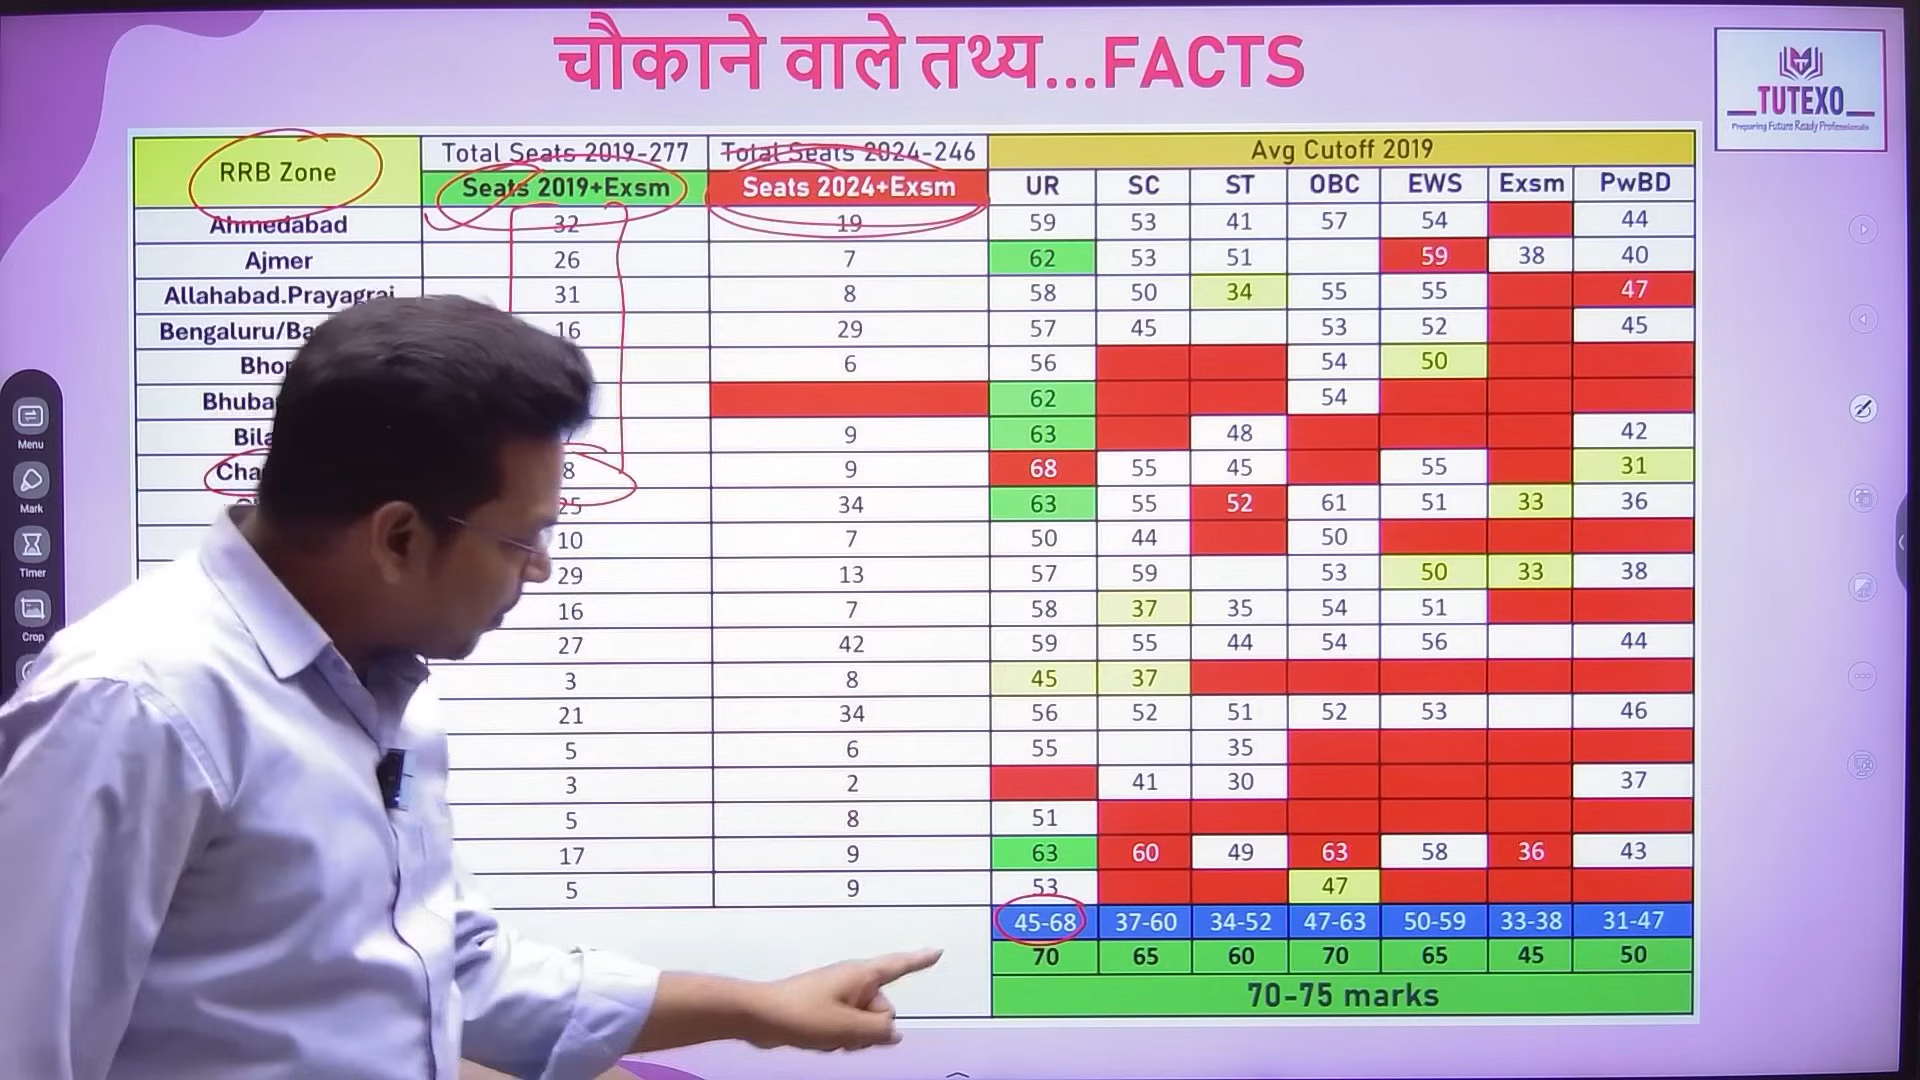 चौकाने वाले तथ्य...FACTS
TUTEXO
Preparing Future Ready Professionals
RRB Zone Total Seats 2019-277 Total Seats 2024-246 Avg Cutoff 2019
Seats 2019+Exsm Seats 2024+Exsm UR SC ST OBC EWS Exsm PwBD
Ahmedabad 32 19 59 53 41 57 54 44
Ajmer 26 7 62 53 51 59 38 40
Allahabad.Prayagraj 31 8 58 50 34 55 55 47
Bengaluru/Ba 16 29 57 45 53 52 45
Bhop 6 56 54 50
Bhuba 62 54
Bila 9 63 48 42
Cha 8 9 68 55 45 55 31
25 34 63 55 52 61 51 33 36
10 7 50 44 50
29 13 57 59 53 50 33 38
16 7 58 37 35 54 51
27 42 59 55 44 54 56 44
3 8 45 37
21 34 56 52 51 52 53 46
5 6 55 35
3 2 41 30 37
5 8 51
17 9 63 60 49 63 58 36 43
5 9 53 47
45-68 37-60 34-52 47-63 50-59 33-38 31-47
70 65 60 70 65 45 50
70-75 marks
Menu
Mark
Timer
Crop